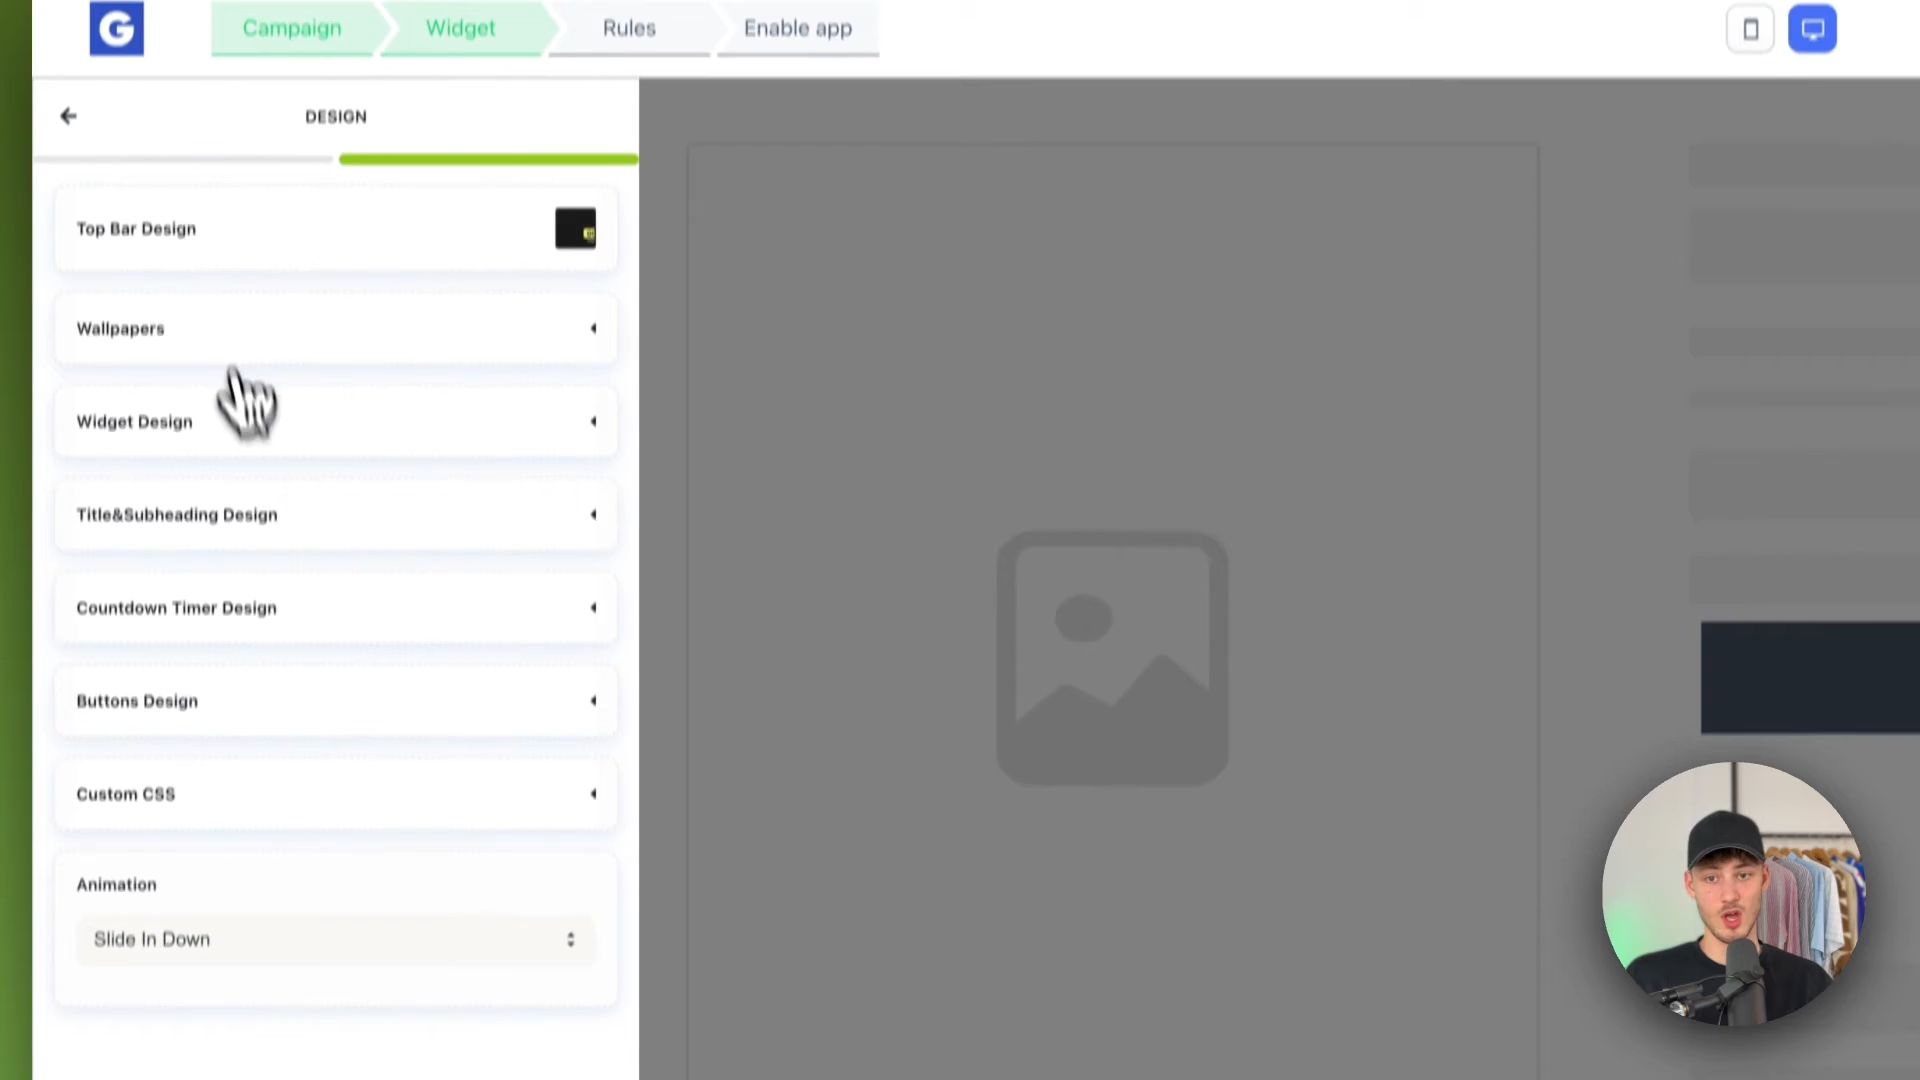 G
Campaign
Widget
Rules
Enable app
DESIGN
Top Bar Design
Wallpapers
Widget Design
Title&Subheading Design
Countdown Timer Design
Buttons Design
Custom CSS
Animation
Slide In Down